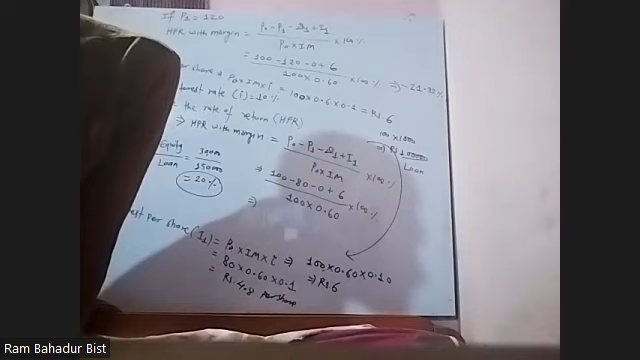 If P₁ = 120
HPR with margin = P₀ - P₁ - D₁ + I₁ / P₀ × IM × 100%
= 100 - 120 - 0 + 6 / 100 × 0.60 × 100%
per share = P₀ × IM × i = 100 × 0.6 × 0.1 = Rs. 6
interest rate (i) = 10%
the rate of return (HPR)
⇒ HPR with margin = P₀ - P₁ - D₁ + I₁ / P₀ × IM × 100%
100 × 1000
Loan
Equity / Loan =
= 20%
⇒ 100 - 80 - 0 + 6 / 100 × 0.60 × 100%
⇒
per share (I₁) = P₀ × IM × i ⇒ 100 × 0.60 × 0.10
= 80 × 0.60 × 0.1 ⇒ Rs 6
= Rs. 4.8 per share
Ram Bahadur Bist